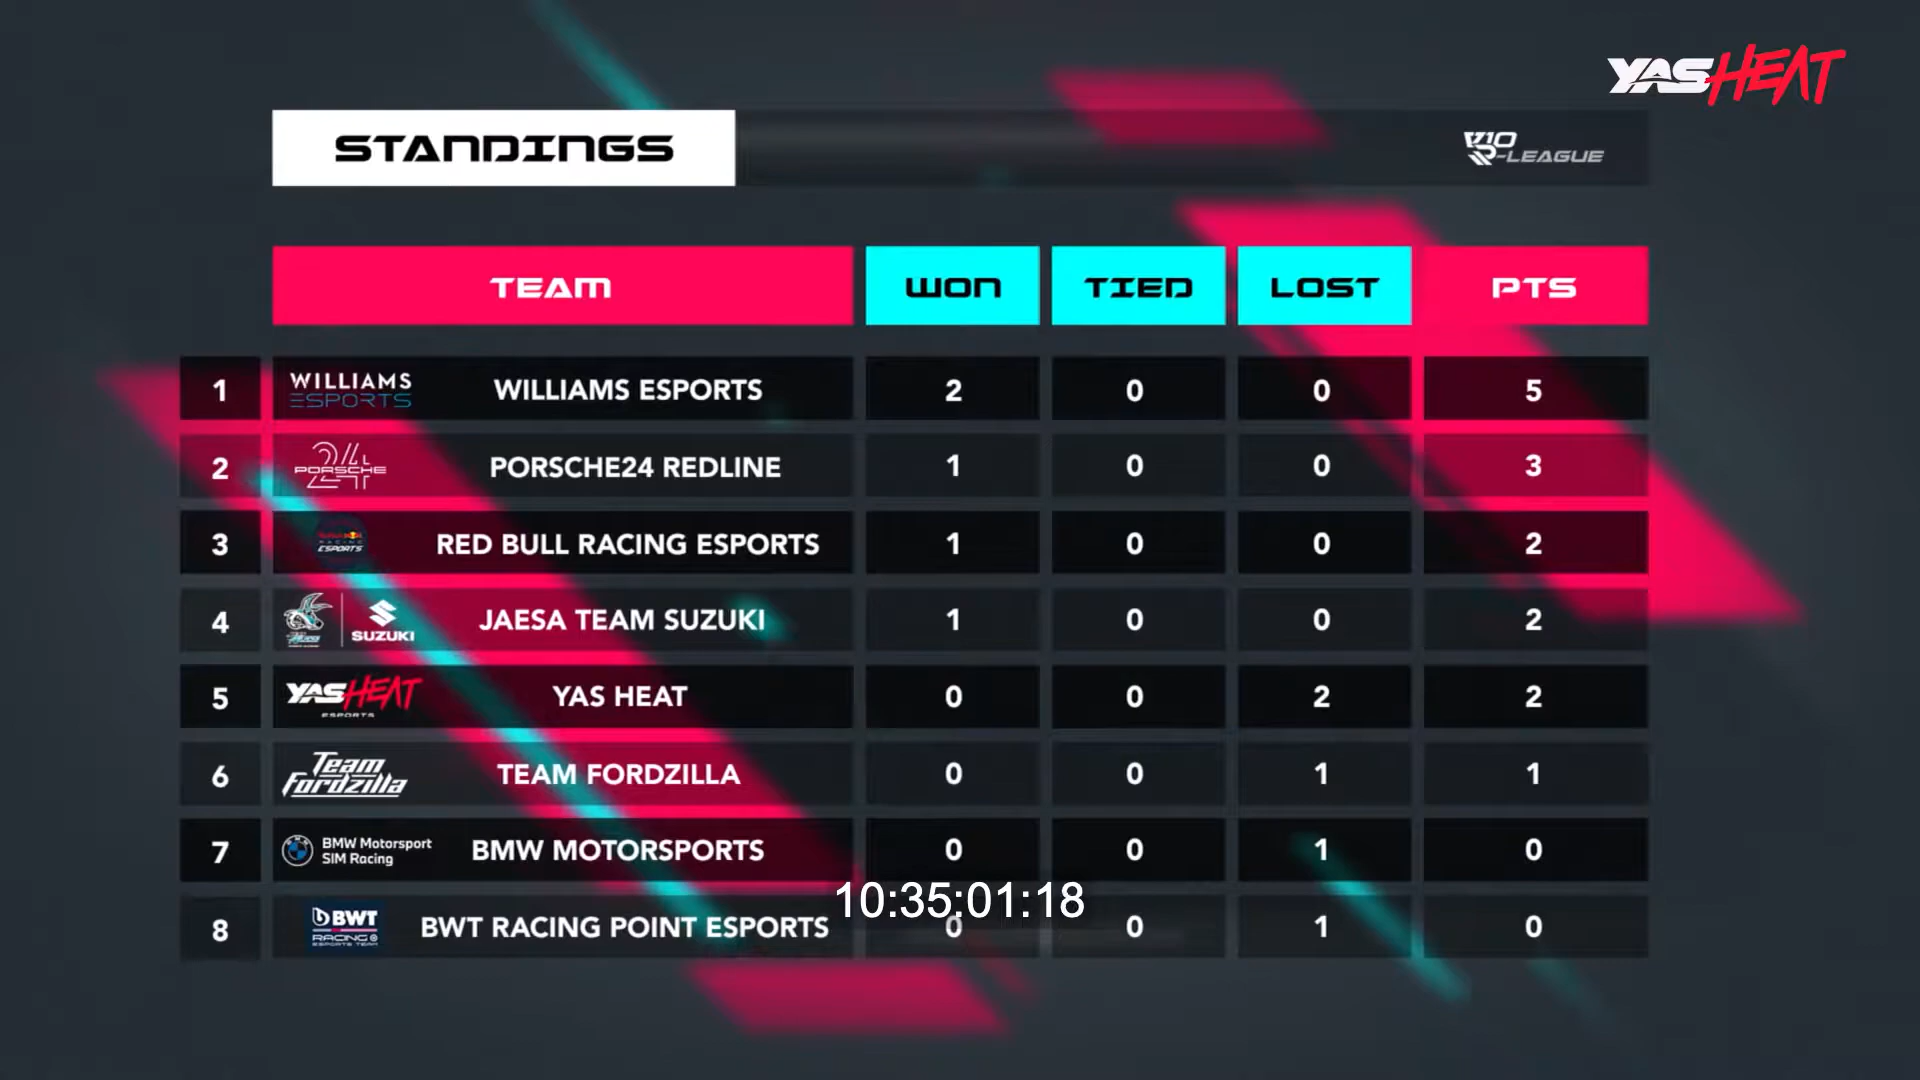 YASHEAT
STANDINGS
V10
R-LEAGUE
TEAM WON TIED LOST PTS
1 WILLIAMS ESPORTS WILLIAMS ESPORTS 2 0 0 5
2 24 PORSCHE PORSCHE24 REDLINE 1 0 0 3
3 RACING ESPORTS RED BULL RACING ESPORTS 1 0 0 2
4 SUZUKI JAESA TEAM SUZUKI 1 0 0 2
5 YASHEAT ESPORTS YAS HEAT 0 0 2 2
6 Team Fordzilla TEAM FORDZILLA 0 0 1 1
7 BMW Motorsport SIM Racing BMW MOTORSPORTS 0 0 1 0
10:35:01:18
8 BWT RACING ESPORTS TEAM BWT RACING POINT ESPORTS 0 0 1 0